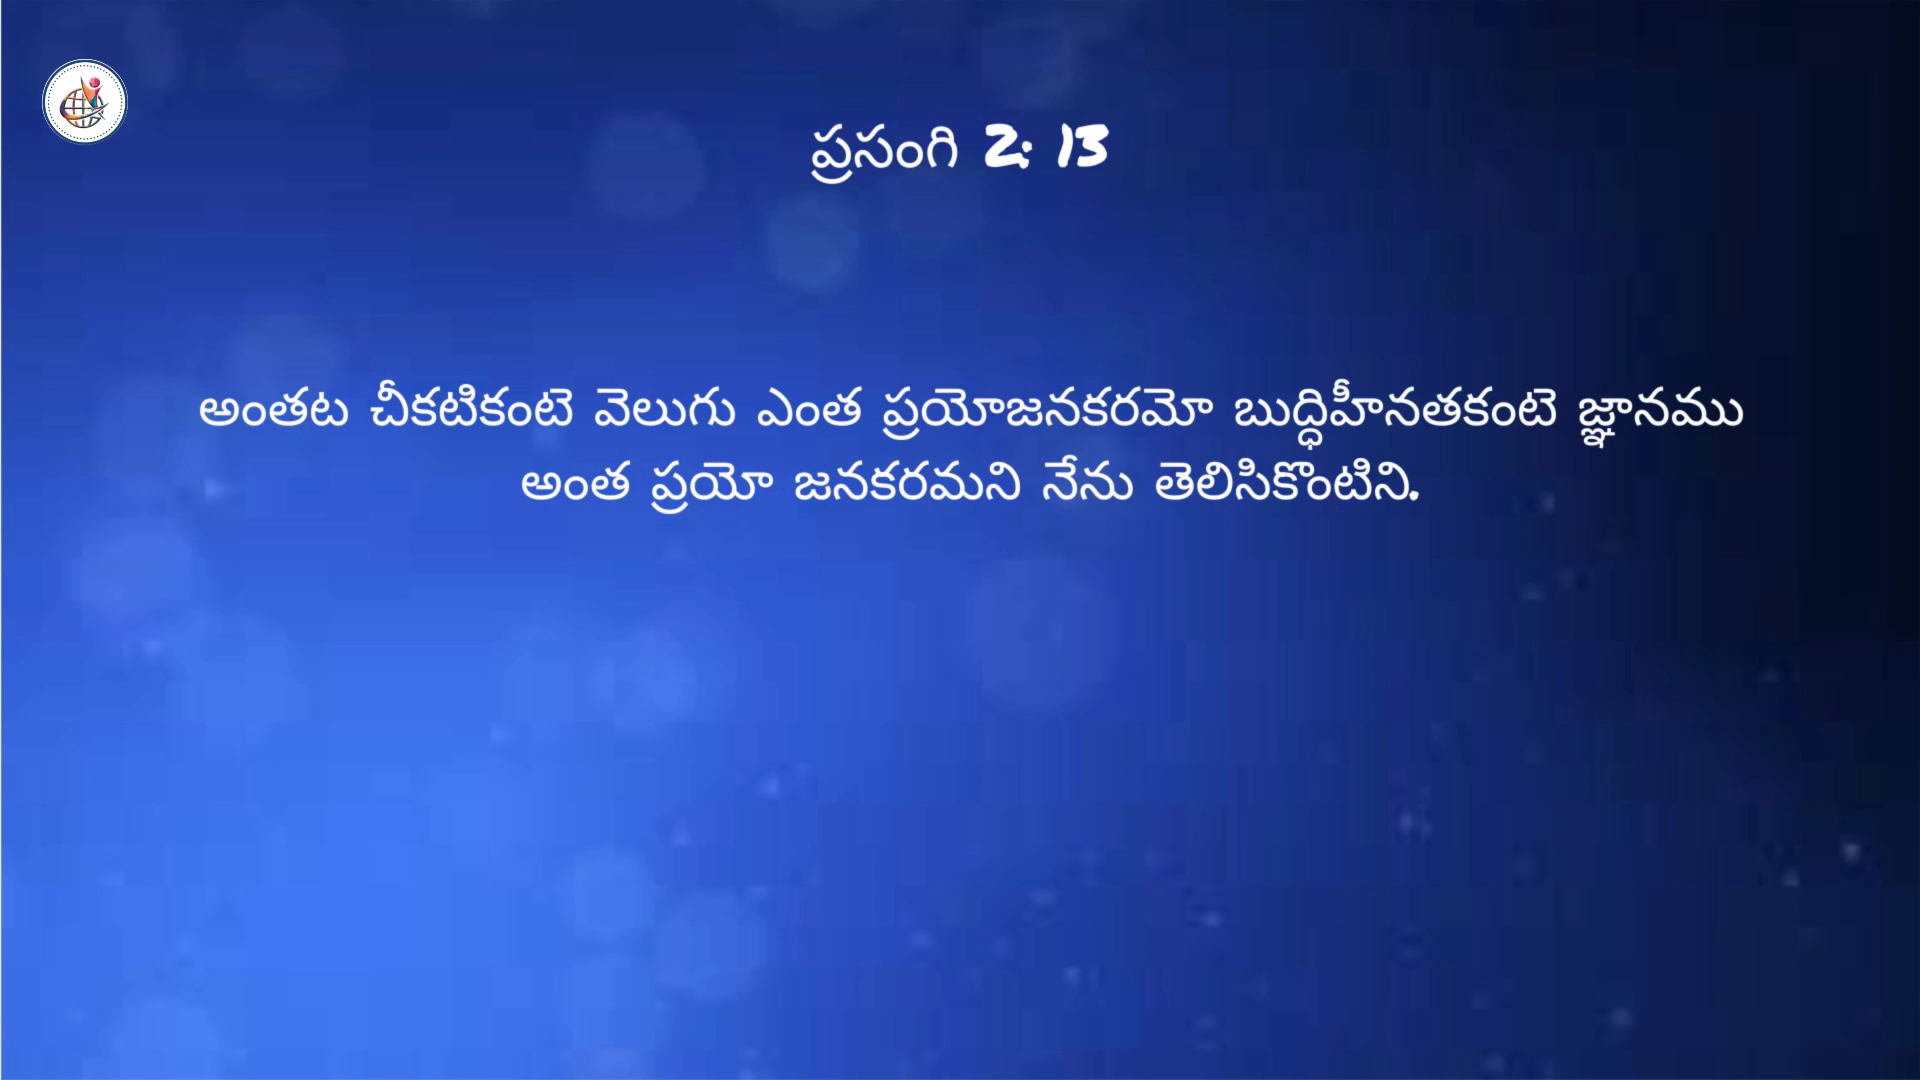 ప్రసంగి 2: 13
అంతట చీకటికంటె వెలుగు ఎంత ప్రయోజనకరమో బుద్ధిహీనతకంటె జ్ఞానము
అంత ప్రయో జనకరమని నేను తెలిసికొంటిని.